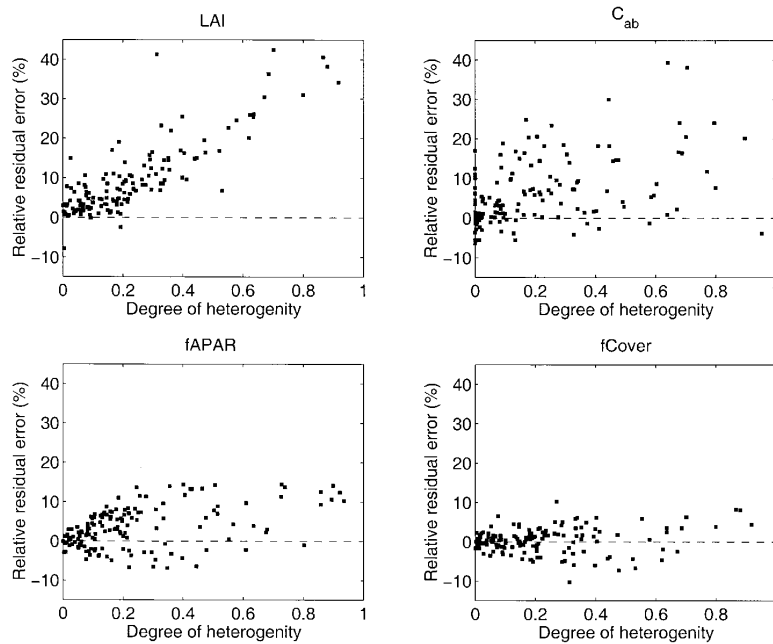 LAI
Relative residual error (%)
40
30
20
10
0
−10
0 0.2 0.4 0.6 0.8 1
Degree of heterogenity
C_ab
Relative residual error (%)
40
30
20
10
0
−10
0 0.2 0.4 0.6 0.8
Degree of heterogenity
fAPAR
Relative residual error (%)
40
30
20
10
0
−10
0 0.2 0.4 0.6 0.8 1
Degree of heterogenity
fCover
Relative residual error (%)
40
30
20
10
0
−10
0 0.2 0.4 0.6 0.8
Degree of heterogenity